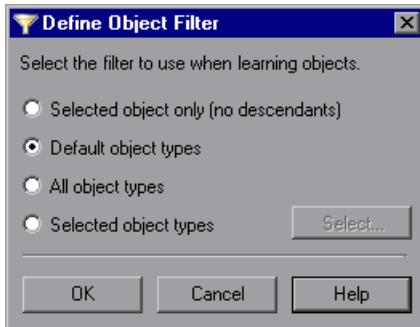 Define Object Filter
Select the filter to use when learning objects.
Selected object only (no descendants)
Default object types
All object types
Selected object types
Select...
OK Cancel Help